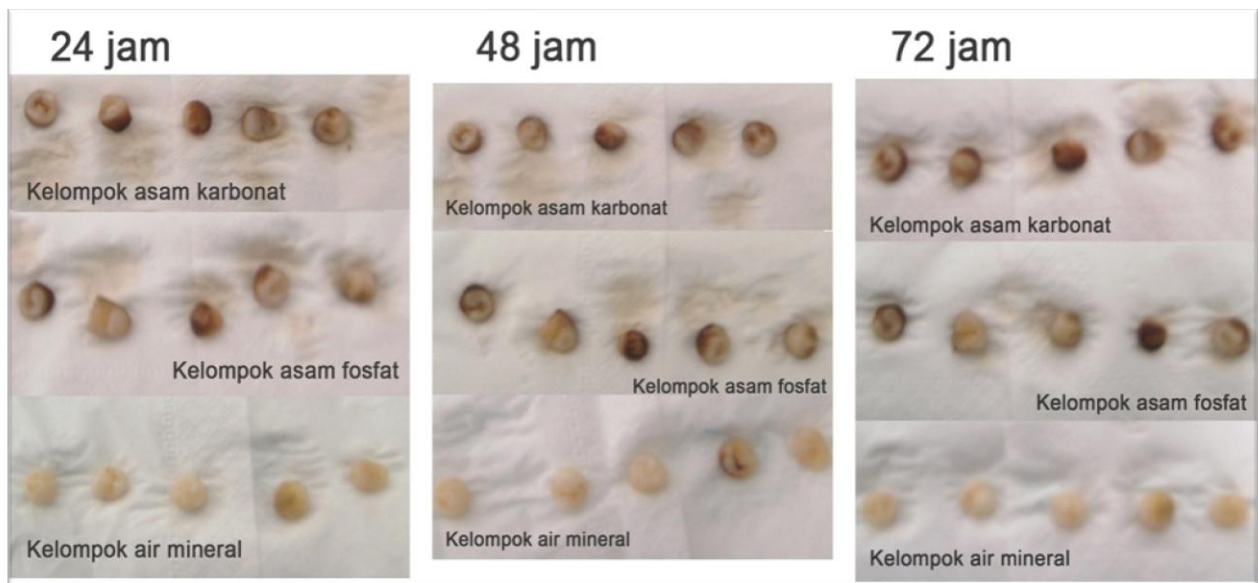 24 jam
Kelompok asam karbonat
Kelompok asam fosfat
Kelompok air mineral
48 jam
Kelompok asam karbonat
Kelompok asam fosfat
Kelompok air mineral
72 jam
Kelompok asam karbonat
Kelompok asam fosfat
Kelompok air mineral